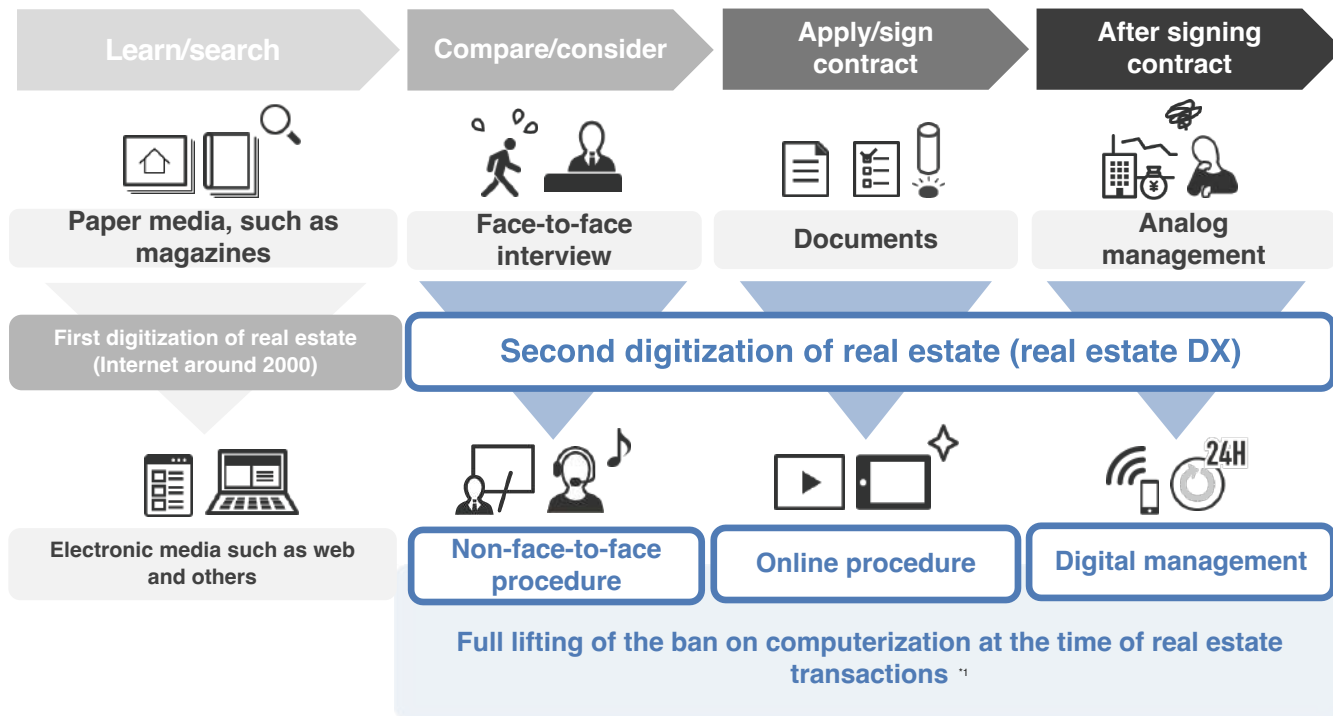 Learn/search
Compare/consider
Apply/sign
contract
After signing
contract
Paper media, such as
magazines
Face-to-face
interview
Documents
¥
Analog
management
First digitization of real estate
(Internet around 2000)
Second digitization of real estate (real estate DX)
24H
Electronic media such as web
and others
Non-face-to-face
procedure
Online procedure
Digital management
Full lifting of the ban on computerization at the time of real estate
transactions *1